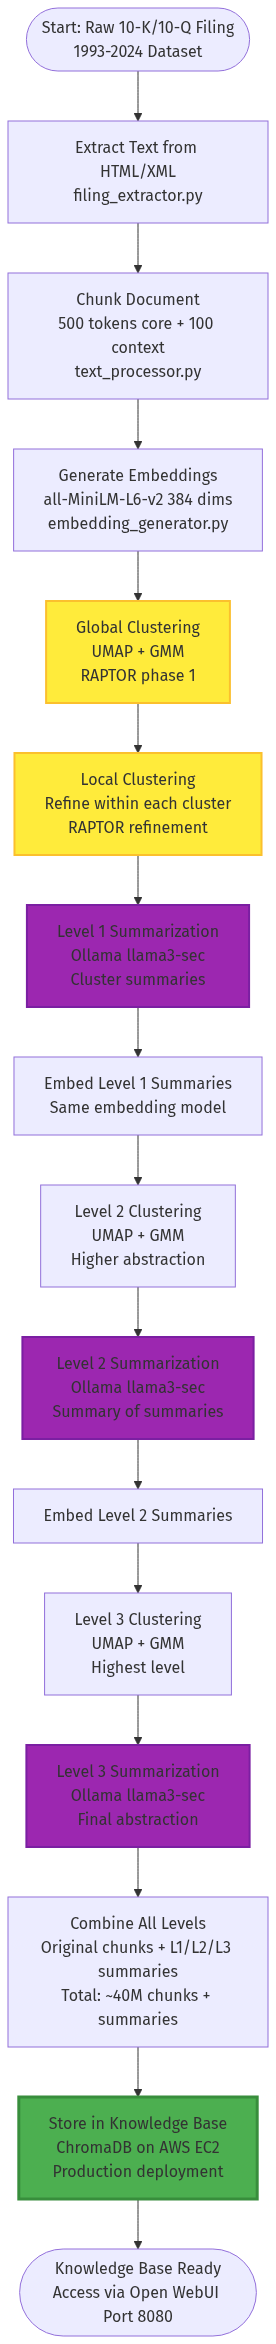 Start: Raw 10-K/10-Q Filing
1993-2024 Dataset
Extract Text from
HTML/XML
filing_extractor.py
Chunk Document
500 tokens core + 100
context
text_processor.py
Generate Embeddings
all-MiniLM-L6-v2 384 dims
embedding_generator.py
Global Clustering
UMAP + GMM
RAPTOR phase 1
Local Clustering
Refine within each cluster
RAPTOR refinement
Level 1 Summarization
Ollama llama3-sec
Cluster summaries
Embed Level 1 Summaries
Same embedding model
Level 2 Clustering
UMAP + GMM
Higher abstraction
Level 2 Summarization
Ollama llama3-sec
Summary of summaries
Embed Level 2 Summaries
Level 3 Clustering
UMAP + GMM
Highest level
Level 3 Summarization
Ollama llama3-sec
Final abstraction
Combine All Levels
Original chunks + L1/L2/L3
summaries
Total: ~40M chunks +
summaries
Store in Knowledge Base
ChromaDB on AWS EC2
Production deployment
Knowledge Base Ready
Access via Open WebUI
Port 8080